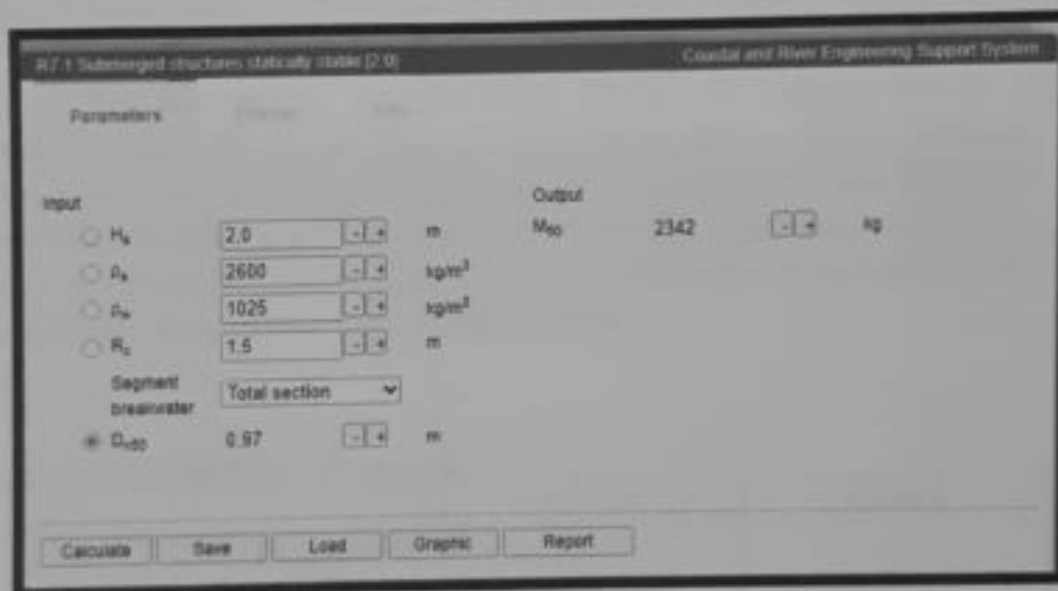 R7.1 Submerged structures statically stable [2.0] Coastal and River Engineering Support System
Parameters
Input
Output
Hs 2.0 - + m
M50 2342 - + kg
ρs 2600 - + kg/m³
ρw 1025 - + kg/m³
Rc 1.5 - + m
Segment
breakwater
Total section
Dn50 0.97 - + m
Calculate Save Load Graphic Report